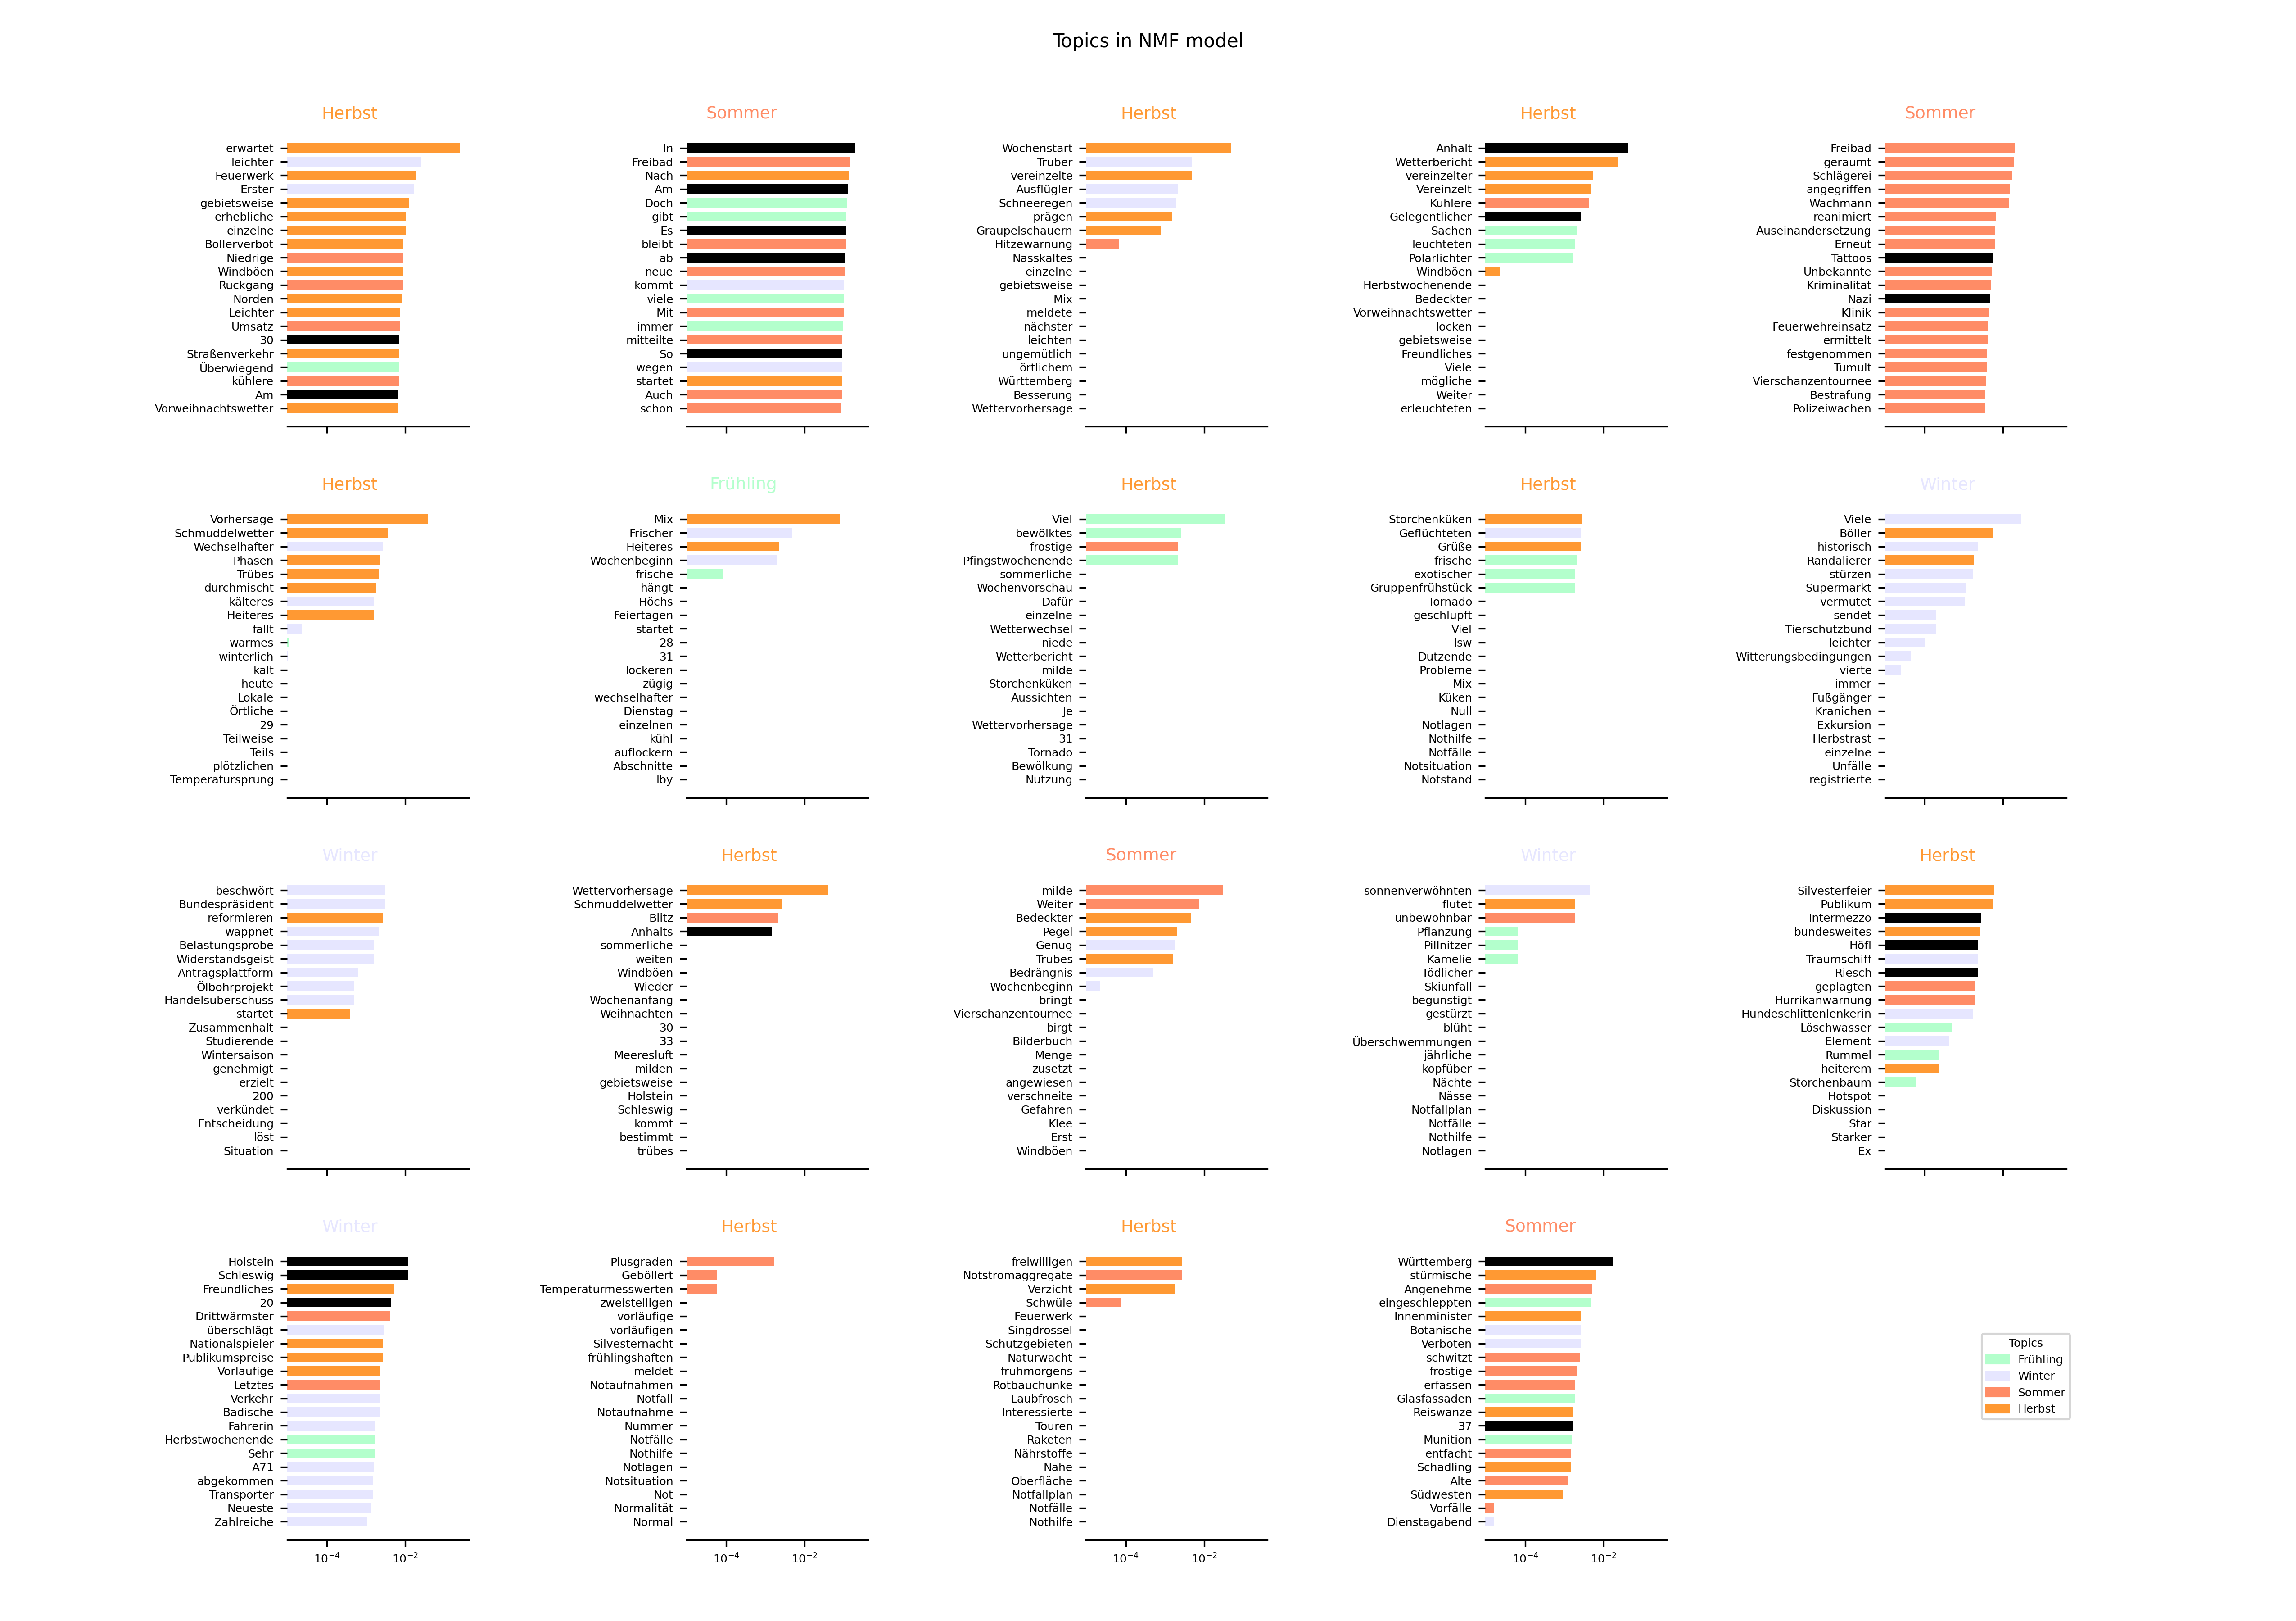 Topics in NMF model
Herbst
erwartet
leichter
Feuerwerk
Erster
gebietsweise
erhebliche
einzelne
Böllerverbot
Niedrige
Windböen
Rückgang
Norden
Leichter
Umsatz
30
Straßenverkehr
Überwiegend
kühlere
Am
Vorweihnachtswetter
Sommer
In
Freibad
Nach
Am
Doch
gibt
Es
bleibt
ab
neue
kommt
viele
Mit
immer
mitteilte
So
wegen
startet
Auch
schon
Herbst
Wochenstart
Trüber
vereinzelte
Ausflügler
Schneeregen
prägen
Graupelschauern
Hitzewarnung
Nasskaltes
einzelne
gebietsweise
Mix
meldete
nächster
leichten
ungemütlich
örtlichem
Württemberg
Besserung
Wettervorhersage
Herbst
Anhalt
Wetterbericht
vereinzelter
Vereinzelt
Kühlere
Gelegentlicher
Sachen
leuchteten
Polarlichter
Windböen
Herbstwochenende
Bedeckter
Vorweihnachtswetter
locken
gebietsweise
Freundliches
Viele
mögliche
Weiter
erleuchteten
Sommer
Freibad
geräumt
Schlägerei
angegriffen
Wachmann
reanimiert
Auseinandersetzung
Erneut
Tattoos
Unbekannte
Kriminalität
Nazi
Klinik
Feuerwehreinsatz
ermittelt
festgenommen
Tumult
Vierschanzentournee
Bestrafung
Polizeiwachen
Herbst
Vorhersage
Schmuddelwetter
Wechselhafter
Phasen
Trübes
durchmischt
kälteres
Heiteres
fällt
warmes
winterlich
kalt
heute
Lokale
Örtliche
29
Teilweise
Teils
plötzlichen
Temperatursprung
Frühling
Mix
Frischer
Heiteres
Wochenbeginn
frische
hängt
Höchs
Feiertagen
startet
28
31
lockeren
zügig
wechselhafter
Dienstag
einzelnen
kühl
auflockern
Abschnitte
lby
Herbst
Viel
bewölktes
frostige
Pfingstwochenende
sommerliche
Wochenvorschau
Dafür
einzelne
Wetterwechsel
niede
Wetterbericht
milde
Storchenküken
Aussichten
Je
Wettervorhersage
31
Tornado
Bewölkung
Nutzung
Herbst
Storchenküken
Geflüchteten
Grüße
frische
exotischer
Gruppenfrühstück
Tornado
geschlüpft
Viel
lsw
Dutzende
Probleme
Mix
Küken
Null
Notlagen
Nothilfe
Notfälle
Notsituation
Notstand
Winter
Viele
Böller
historisch
Randalierer
stürzen
Supermarkt
vermutet
sendet
Tierschutzbund
leichter
Witterungsbedingungen
vierte
immer
Fußgänger
Kranichen
Exkursion
Herbstrast
einzelne
Unfälle
registrierte
Winter
beschwört
Bundespräsident
reformieren
wappnet
Belastungsprobe
Widerstandsgeist
Antragsplattform
Ölbohrprojekt
Handelsüberschuss
startet
Zusammenhalt
Studierende
Wintersaison
genehmigt
erzielt
200
verkündet
Entscheidung
löst
Situation
Herbst
Wettervorhersage
Schmuddelwetter
Blitz
Anhalts
sommerliche
weiten
Windböen
Wieder
Wochenanfang
Weihnachten
30
33
Meeresluft
milden
gebietsweise
Holstein
Schleswig
kommt
bestimmt
trübes
Sommer
milde
Weiter
Bedeckter
Pegel
Genug
Trübes
Bedrängnis
Wochenbeginn
bringt
Vierschanzentournee
birgt
Bilderbuch
Menge
zusetzt
angewiesen
verschneite
Gefahren
Klee
Erst
Windböen
Winter
sonnenverwöhnten
flutet
unbewohnbar
Pflanzung
Pillnitzer
Kamelie
Tödlicher
Skiunfall
begünstigt
gestürzt
blüht
Überschwemmungen
jährliche
kopfüber
Nächte
Nässe
Notfallplan
Notfälle
Nothilfe
Notlagen
Herbst
Silvesterfeier
Publikum
Intermezzo
bundesweites
Höfl
Traumschiff
Riesch
geplagten
Hurrikanwarnung
Hundeschlittenlenkerin
Löschwasser
Element
Rummel
heiterem
Storchenbaum
Hotspot
Diskussion
Star
Starker
Ex
Winter
Holstein
Schleswig
Freundliches
20
Drittwärmster
überschlägt
Nationalspieler
Publikumspreise
Vorläufige
Letztes
Verkehr
Badische
Fahrerin
Herbstwochenende
Sehr
A71
abgekommen
Transporter
Neueste
Zahlreiche
10⁻⁴ 10⁻²
Herbst
Plusgraden
Geböllert
Temperaturmesswerten
zweistelligen
vorläufige
vorläufigen
Silvesternacht
frühlingshaften
meldet
Notaufnahmen
Notfall
Notaufnahme
Nummer
Notfälle
Nothilfe
Notlagen
Notsituation
Not
Normalität
Normal
10⁻⁴ 10⁻²
Herbst
freiwilligen
Notstromaggregate
Verzicht
Schwüle
Feuerwerk
Singdrossel
Schutzgebieten
Naturwacht
frühmorgens
Rotbauchunke
Laubfrosch
Interessierte
Touren
Raketen
Nährstoffe
Nähe
Oberfläche
Notfallplan
Notfälle
Nothilfe
10⁻⁴ 10⁻²
Sommer
Württemberg
stürmische
Angenehme
eingeschleppten
Innenminister
Botanische
Verboten
schwitzt
frostige
erfassen
Glasfassaden
Reiswanze
37
Munition
entfacht
Schädling
Alte
Südwesten
Vorfälle
Dienstagabend
10⁻⁴ 10⁻²
Topics
Frühling
Winter
Sommer
Herbst